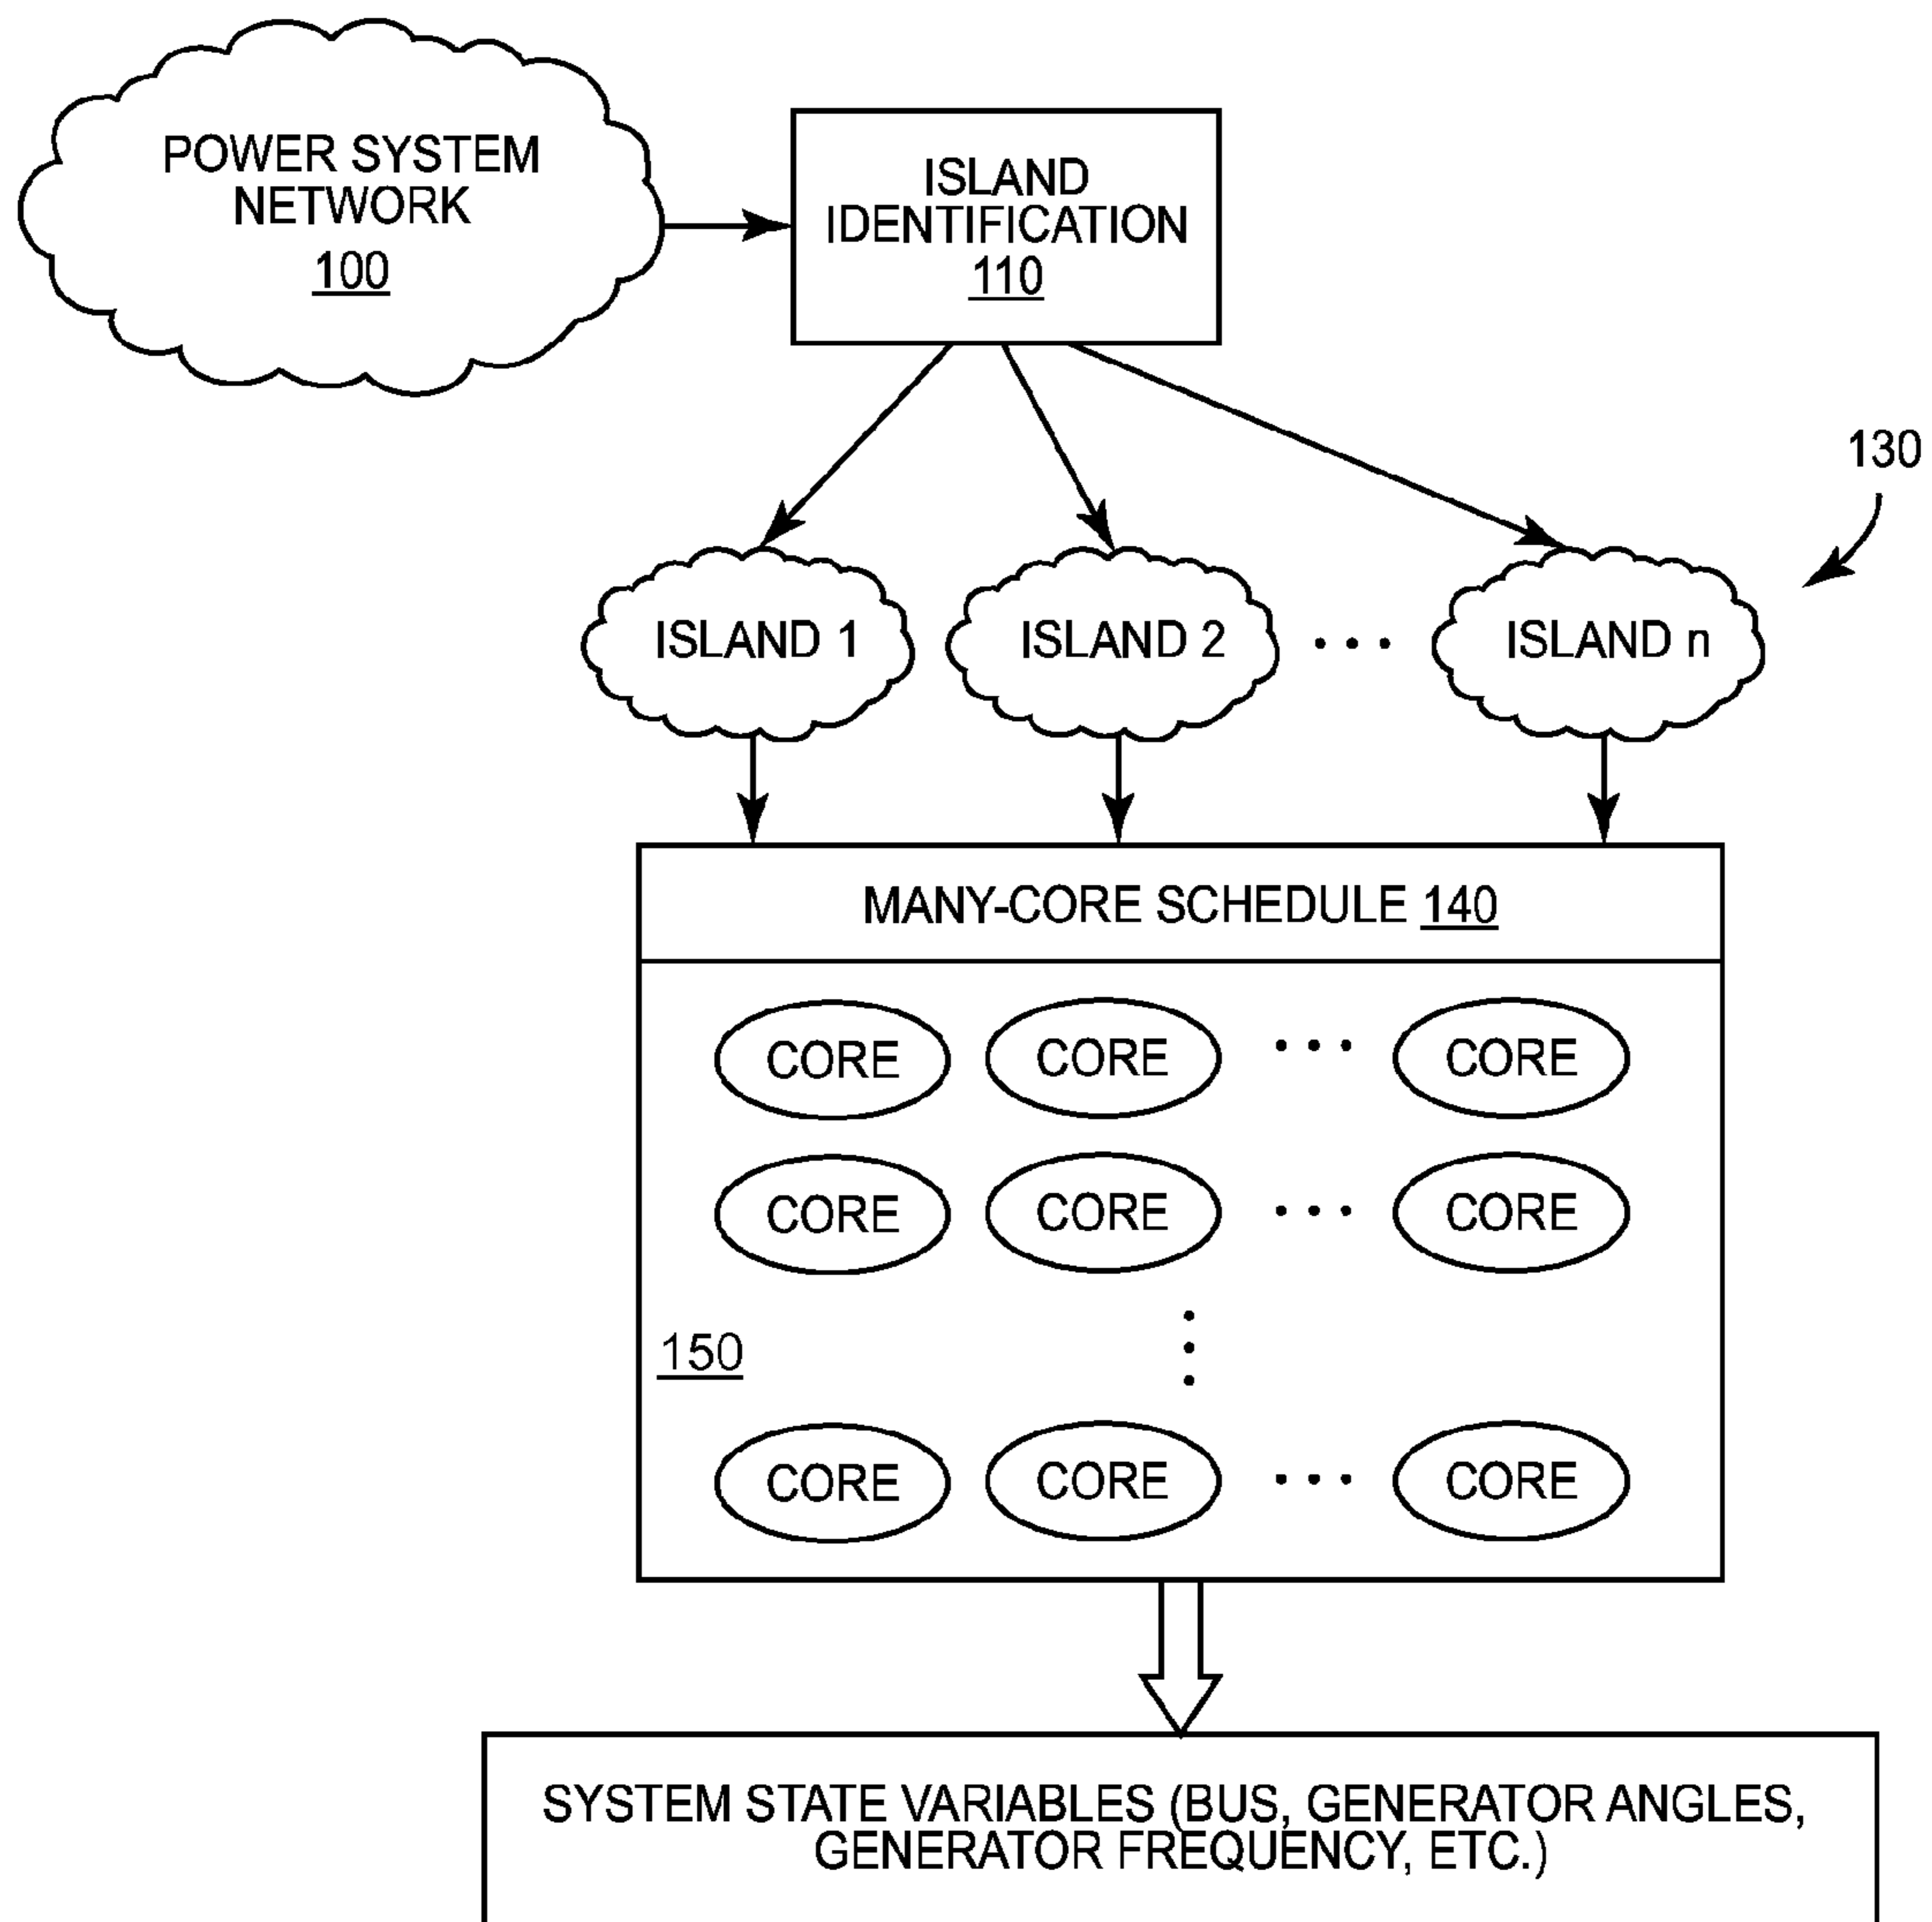 POWER SYSTEM
NETWORK
100
ISLAND
IDENTIFICATION
110
130
ISLAND 1
ISLAND 2
ISLAND n
MANY-CORE SCHEDULE 140
CORE
CORE
CORE
CORE
CORE
CORE
150
CORE
CORE
CORE
SYSTEM STATE VARIABLES (BUS, GENERATOR ANGLES,
GENERATOR FREQUENCY, ETC.)